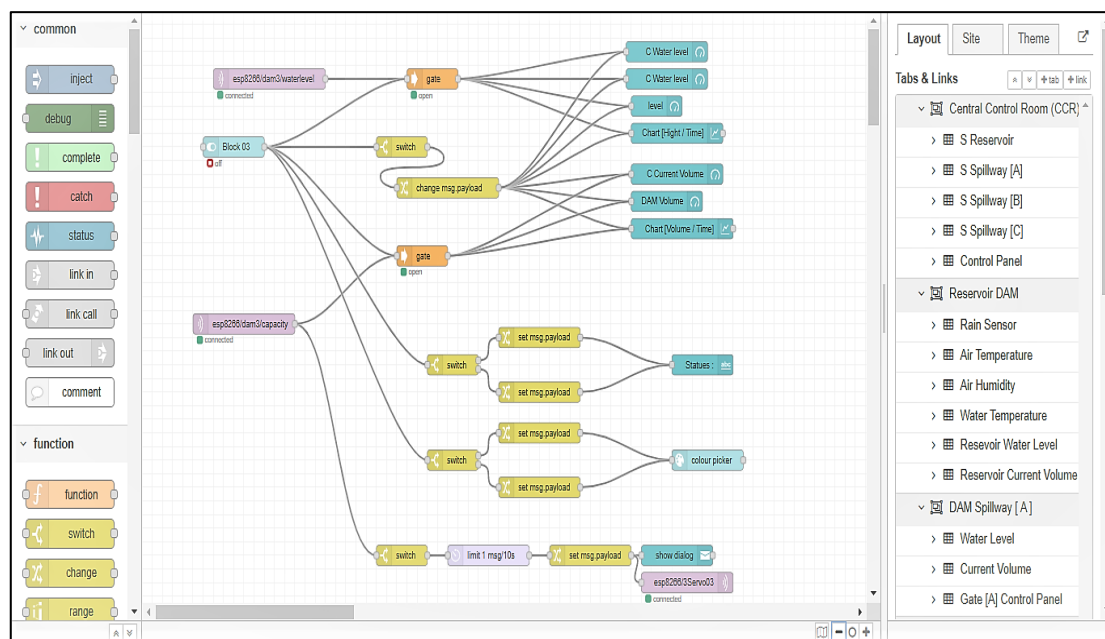 common
inject
debug
complete
catch
status
link in
link call
link out
comment
function
function
switch
change
range
esp8266/dam3/waterlevel
connected
gate
open
C Water level
C Water level
level
Chart [Hight / Time]
Block 03
off
switch
change msg.payload
C Current Volume
DAM Volume
Chart [Volume / Time]
gate
open
esp8266/dam3/capacity
connected
switch
set msg.payload
set msg.payload
Statues :
abc
switch
set msg.payload
set msg.payload
colour picker
switch
limit 1 msg/10s
set msg.payload
show dialog
esp8266/3Servo03
connected
Layout
Site
Theme
Tabs & Links
+tab
+link
Central Control Room (CCR)
S Reservoir
S Spillway [A]
S Spillway [B]
S Spillway [C]
Control Panel
Reservoir DAM
Rain Sensor
Air Temperature
Air Humidity
Water Temperature
Resevoir Water Level
Reservoir Current Volume
DAM Spillway [ A ]
Water Level
Current Volume
Gate [A] Control Panel